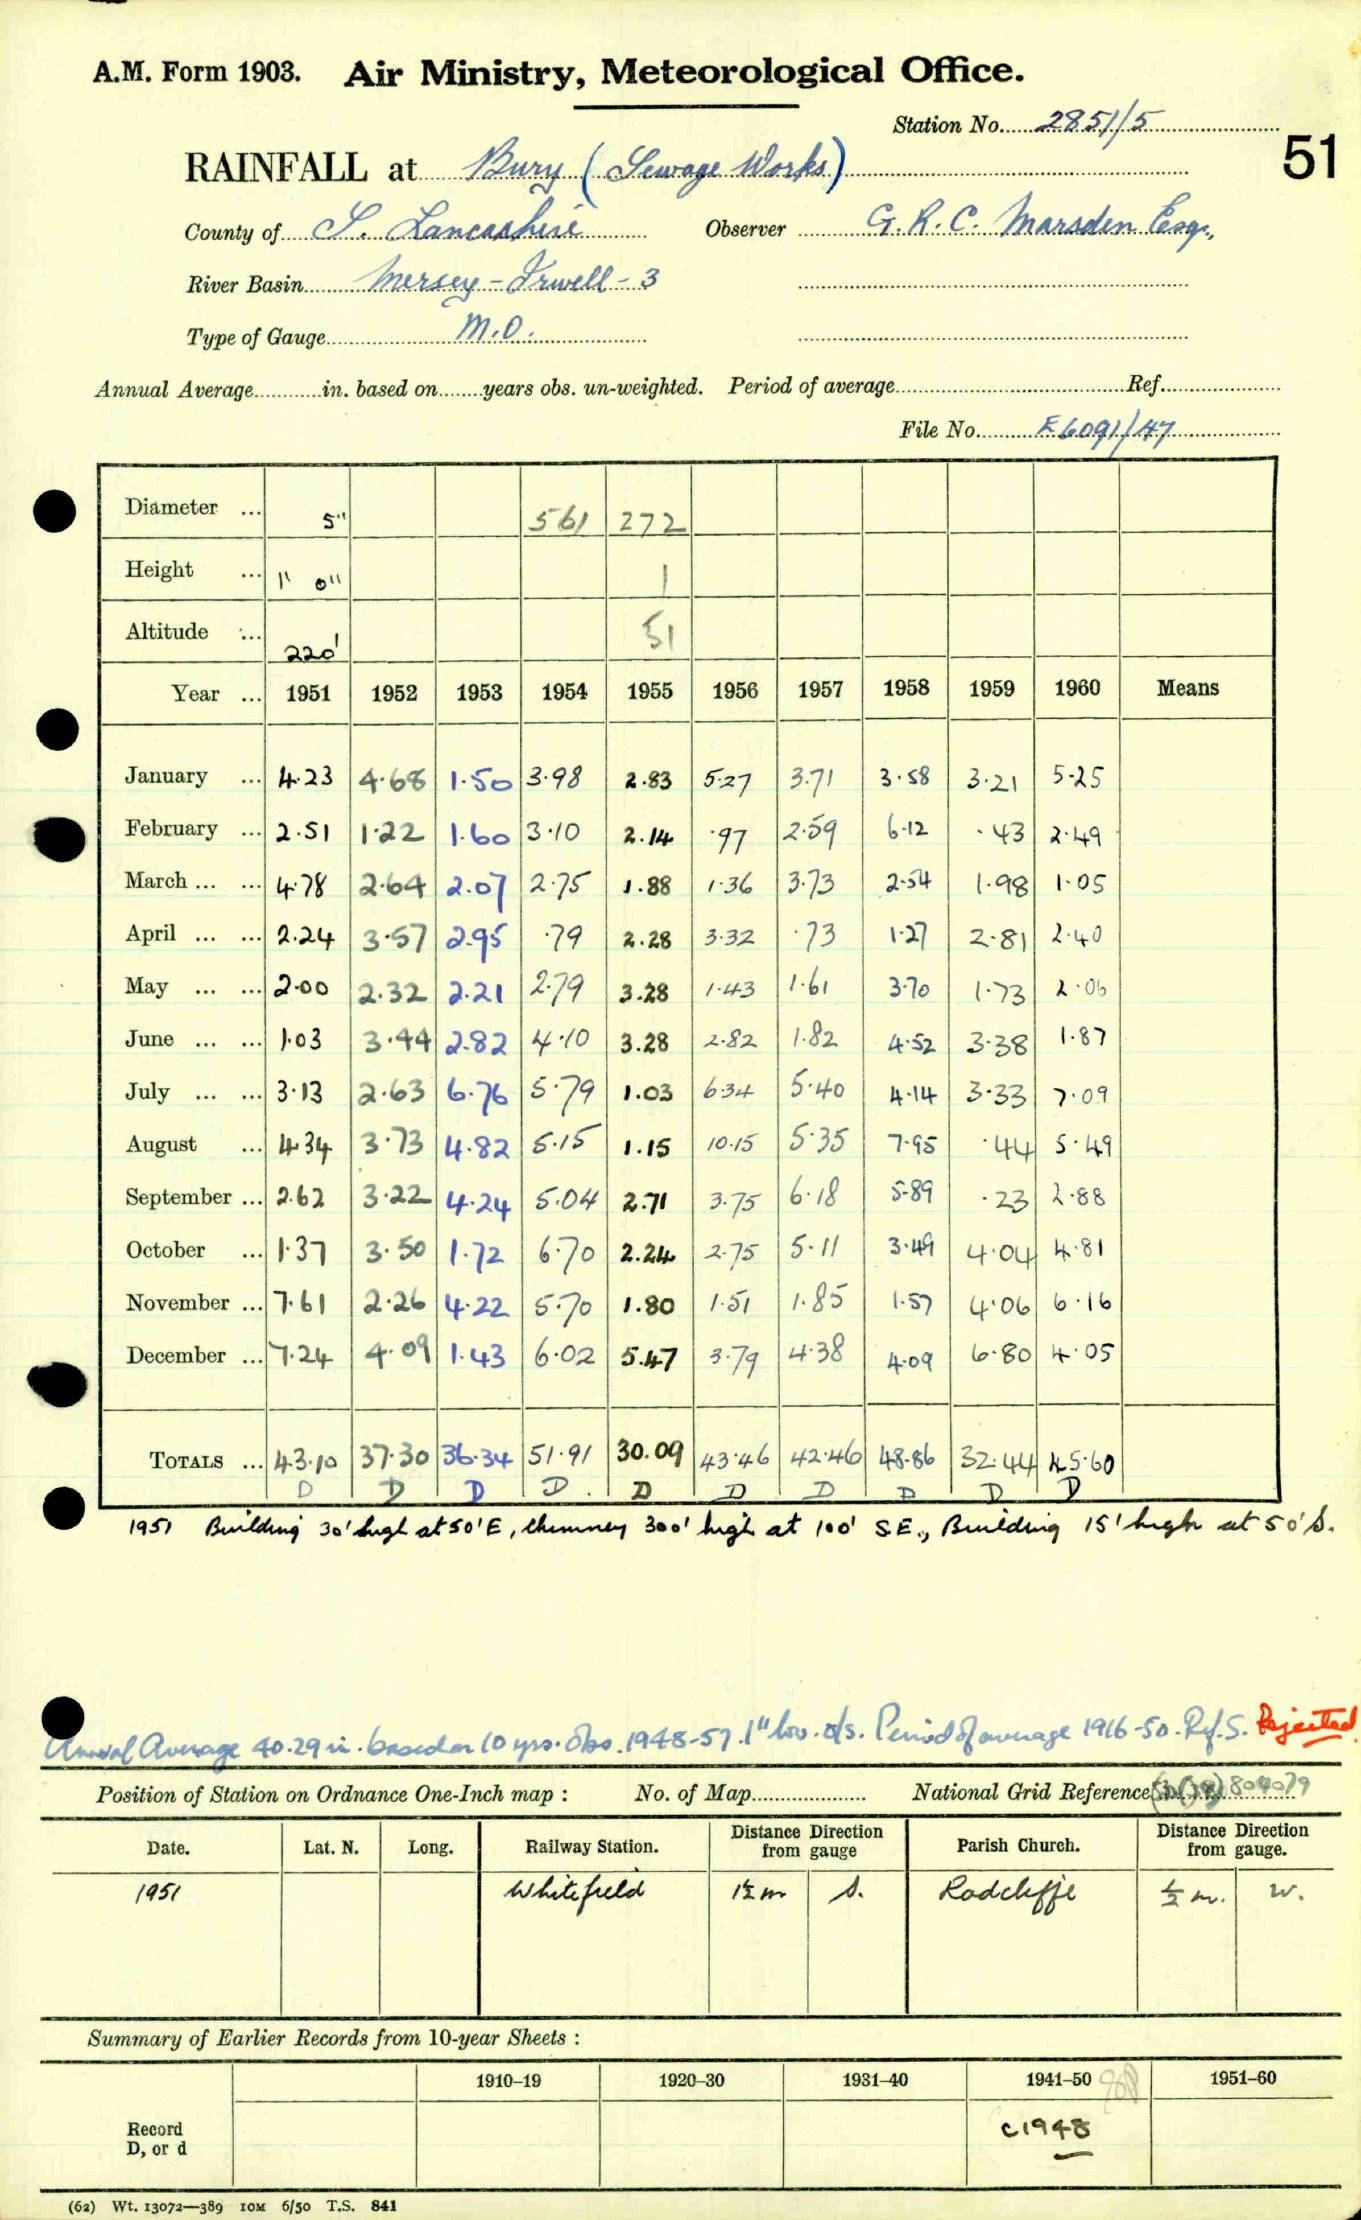 A.M. Form 1903. Air Ministry, Meteorological Office.
Station No. 2851/5
51
RAINFALL at Bury (Sewage Works)
County of S. Lancashire Observer G. R. C. Marsden Esq.,
River Basin Mersey - Irwell - 3
Type of Gauge M.O.
Annual Average in. based on years obs. un-weighted. Period of average Ref.
File No. E6091/47
Diameter ... 5" 561 272
Height ... 1' 0" 1
Altitude ... 220' 51
Year ... 1951 1952 1953 1954 1955 1956 1957 1958 1959 1960 Means
January ... 4.23 4.68 1.50 3.98 2.83 5.27 3.71 3.58 3.21 5.25
February ... 2.51 1.22 1.60 3.10 2.14 .97 2.59 6.12 .43 2.49
March ... ... 4.78 2.64 2.07 2.75 1.88 1.36 3.73 2.54 1.98 1.05
April ... ... 2.24 3.57 2.95 .79 2.28 3.32 .73 1.27 2.81 2.40
May ... ... 2.00 2.32 2.21 2.79 3.28 1.43 1.61 3.70 1.73 2.06
June ... ... 1.03 3.44 2.82 4.10 3.28 2.82 1.82 4.52 3.38 1.87
July ... ... 3.13 2.63 6.76 5.79 1.03 6.34 5.40 4.14 3.33 7.09
August ... 4.34 3.73 4.82 5.15 1.15 10.15 5.35 7.95 .44 5.49
September ... 2.62 3.22 4.24 5.04 2.71 3.75 6.18 5.89 .23 2.88
October ... 1.37 3.50 1.72 6.70 2.24 2.75 5.11 3.49 4.04 4.81
November ... 7.61 2.26 4.22 5.70 1.80 1.51 1.85 1.57 4.06 6.16
December ... 7.24 4.09 1.43 6.02 5.47 3.79 4.38 4.09 6.80 4.05
TOTALS ... 43.10 37.30 36.34 51.91 30.09 43.46 42.46 48.86 32.44 45.60
D D D D D D D D D D
1951 Building 30' high at 50' E, chimney 300' high at 100' S.E., Building 15' high at 50' S.
Annual Average 40.29 in. based on 10 yrs. obs. 1948-57. Period of average 1916-50. Ref. S. Rejected
Position of Station on Ordnance One-Inch map : No. of Map National Grid Reference 804079
Date. Lat. N. Long. Railway Station. Distance Direction from gauge Parish Church. Distance Direction from gauge.
1951 Whitefield 1½ m S. Radcliffe ½ m. W.
Summary of Earlier Records from 10-year Sheets :
1910–19 1920–30 1931–40 1941–50 1951–60
Record D, or d c1948
(62) Wt. 13072—389 10M 6/50 T.S. 841